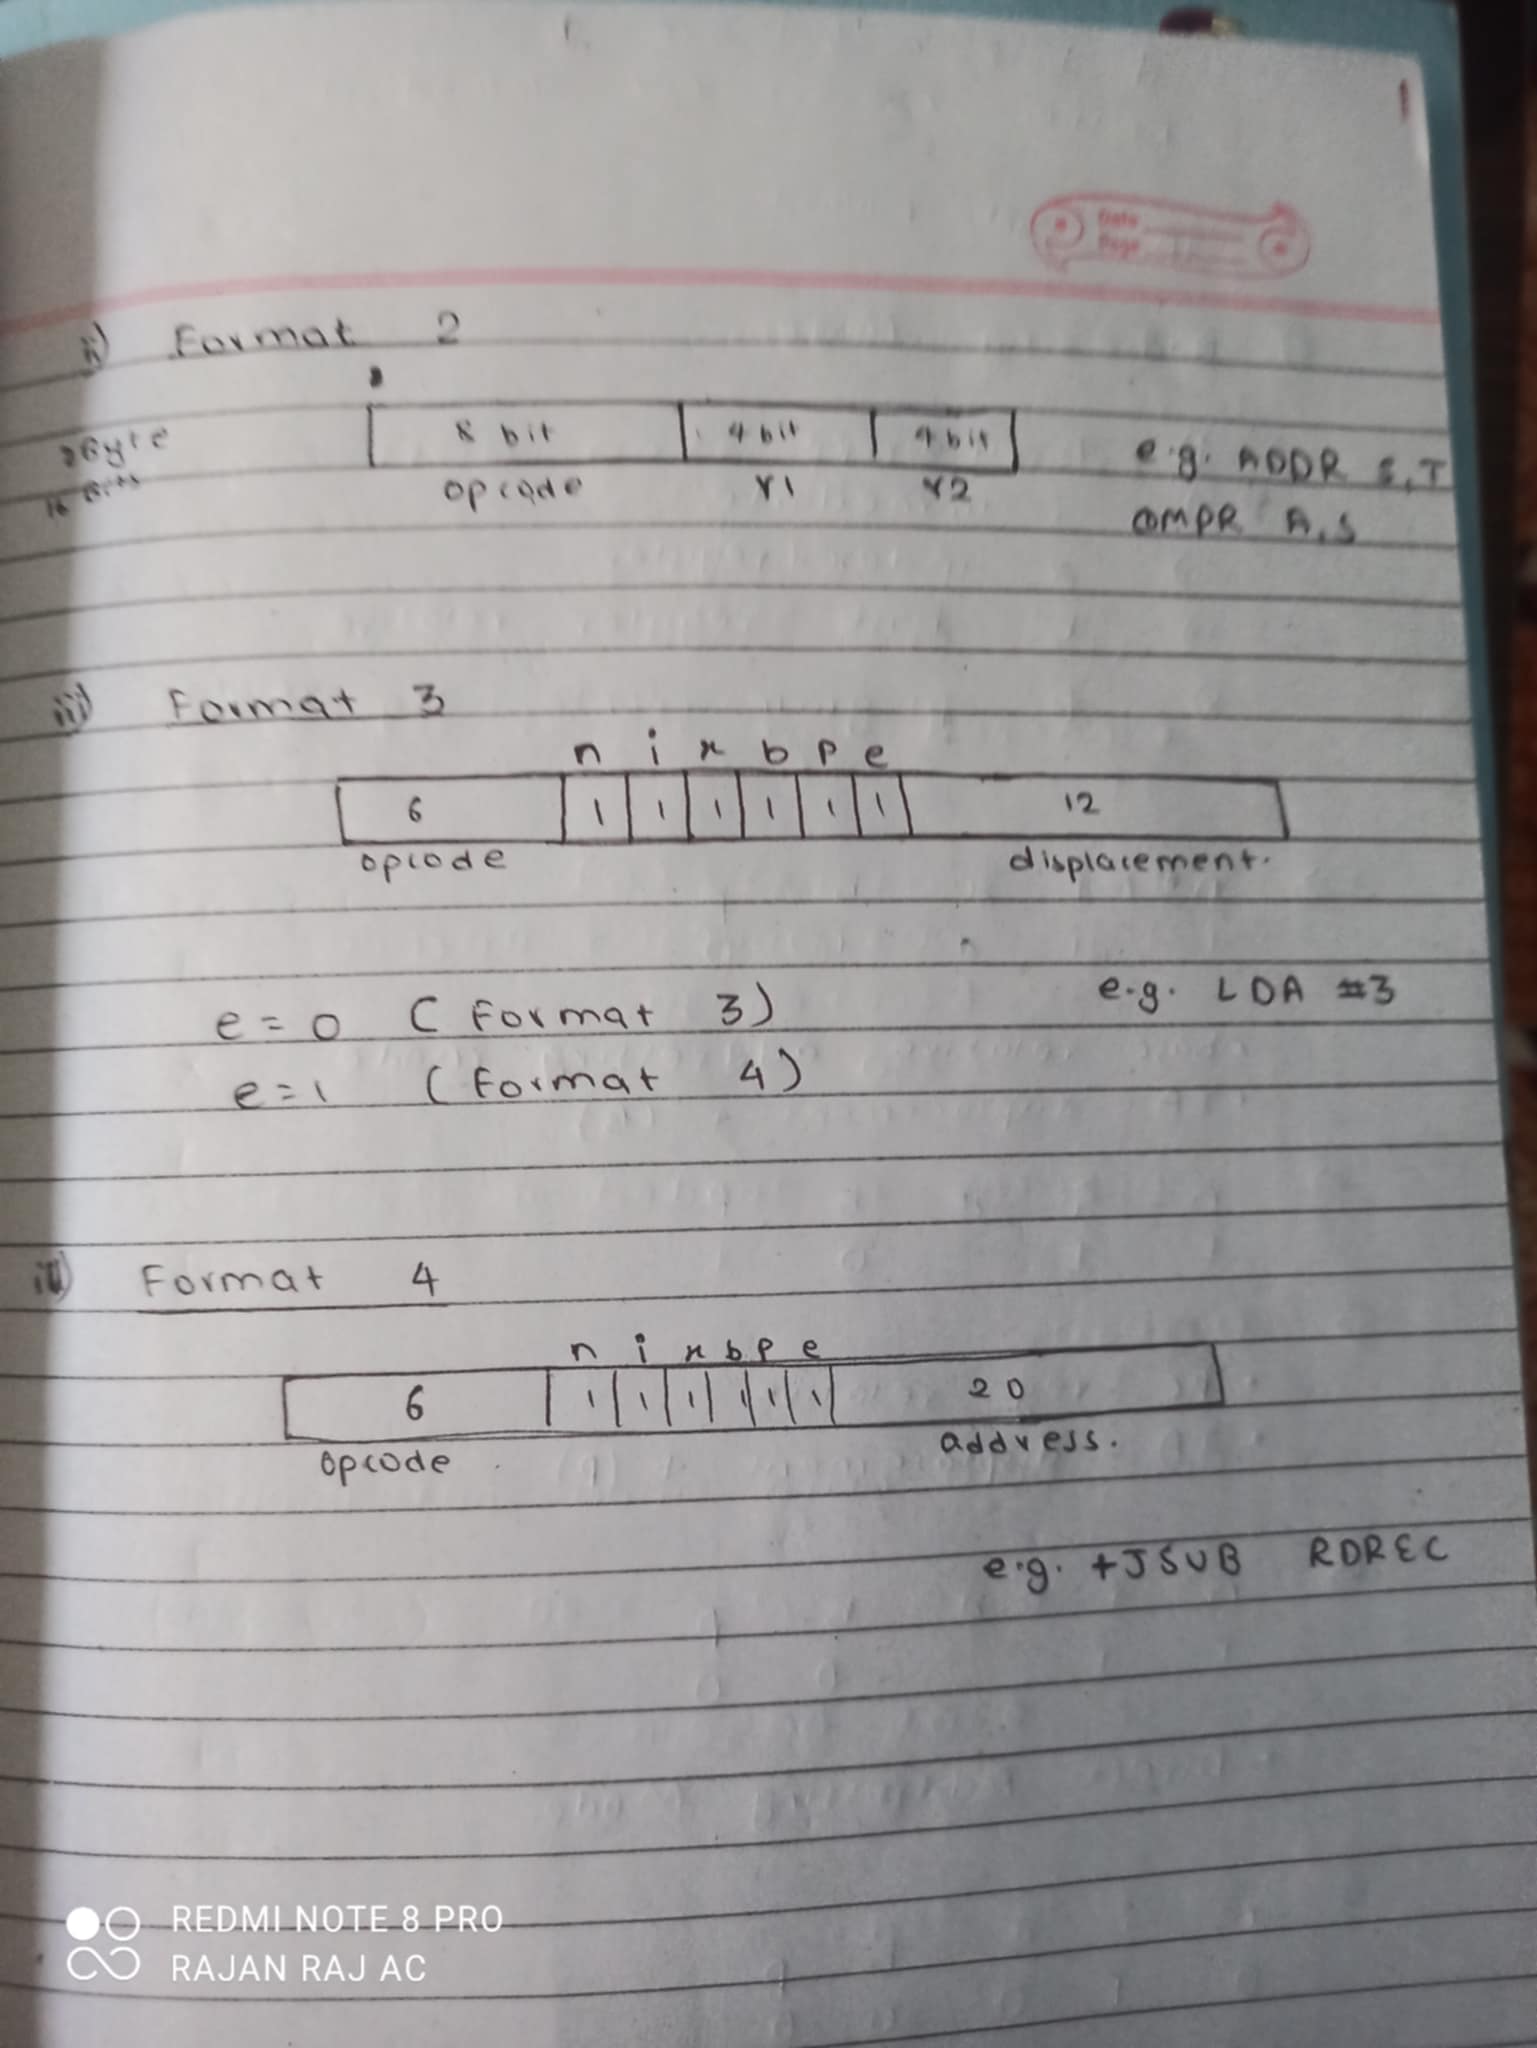 1
Date
Page
ii) Format 2
2Byte
16 Bits
8 bit 4 bit 4 bit
opcode r1 r2
e.g. ADDR S,T
COMPR A,S
iii) Format 3
n i x b p e
6 1 1 1 1 1 1 12
opcode displacement.
e.g. LDA #3
e=0 (Format 3)
e=1 (Format 4)
Format 4
n i x b p e
6 1 1 1 1 1 1 20
opcode address.
e.g. +JSUB RDREC
REDMI NOTE 8 PRO
RAJAN RAJ AC